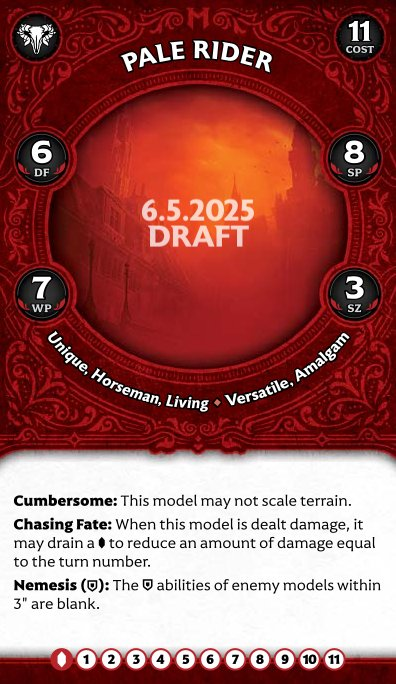 PALE RIDER
11
COST
6
DF
8
SP
6.5.2025
DRAFT
7
WP
3
SZ
Unique, Horseman, Living ◆ Versatile, Amalgam
Cumbersome: This model may not scale terrain.
Chasing Fate: When this model is dealt damage, it
may drain a ⬮ to reduce an amount of damage equal
to the turn number.
Nemesis (⛨): The ⛨ abilities of enemy models within
3" are blank.
1 2 3 4 5 6 7 8 9 10 11